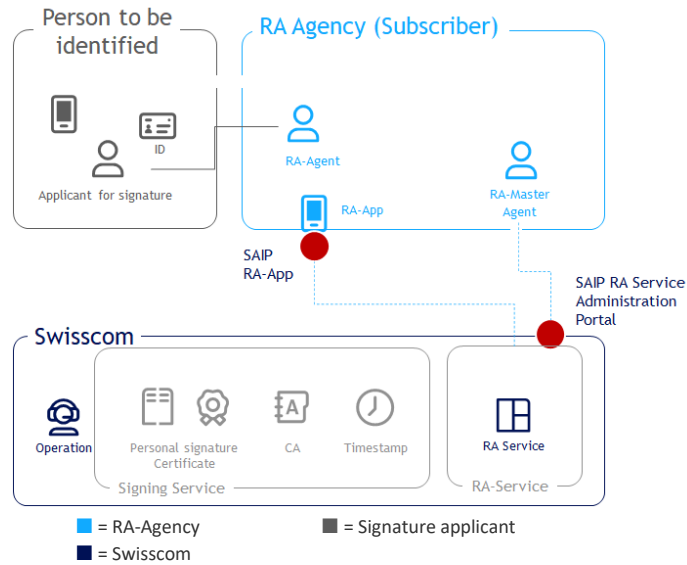 Person to be
identified
RA Agency (Subscriber)
ID
Applicant for signature
RA-Agent
RA-App
RA-Master
Agent
SAIP
RA-App
SAIP RA Service
Administration
Portal
Swisscom
Operation
Personal signature
Certificate
A
CA
Timestamp
Signing Service
RA Service
RA-Service
= RA-Agency
= Signature applicant
= Swisscom